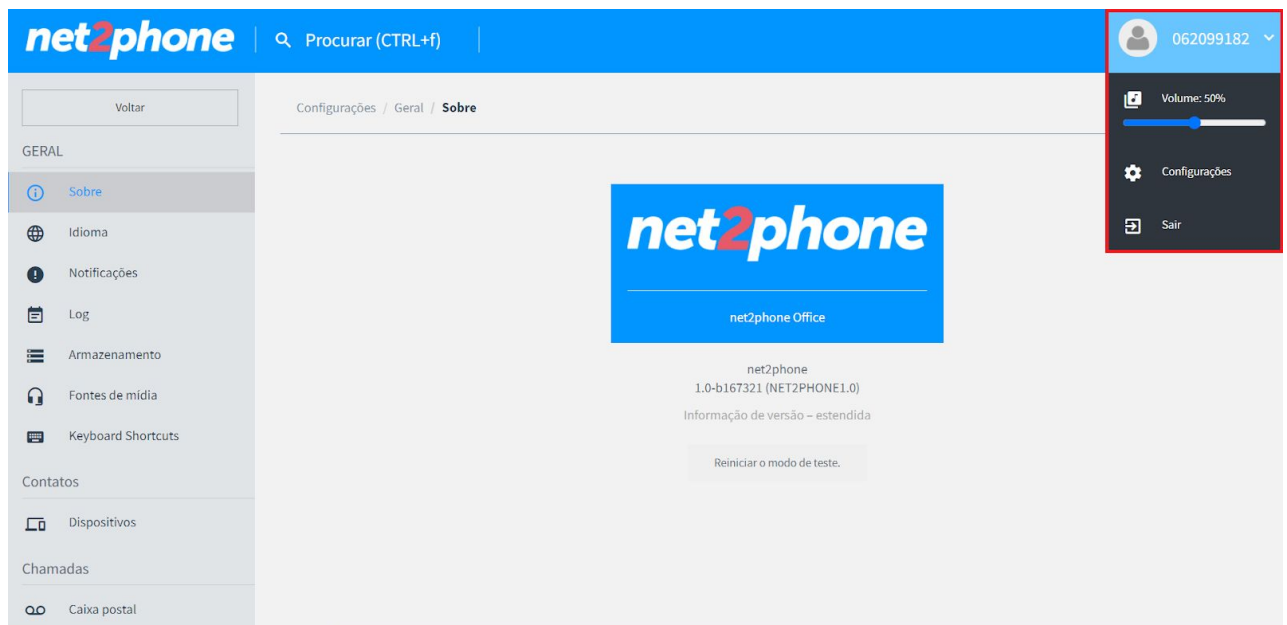 net2phone
Procurar (CTRL+f)
062099182
Volume: 50%
Configurações
Sair
Voltar
GERAL
Sobre
Idioma
Notificações
Log
Armazenamento
Fontes de mídia
Keyboard Shortcuts
Contatos
Dispositivos
Chamadas
Caixa postal
Configurações / Geral / Sobre
net2phone
net2phone Office
net2phone
1.0-b167321 (NET2PHONE1.0)
Informação de versão – estendida
Reiniciar o modo de teste.